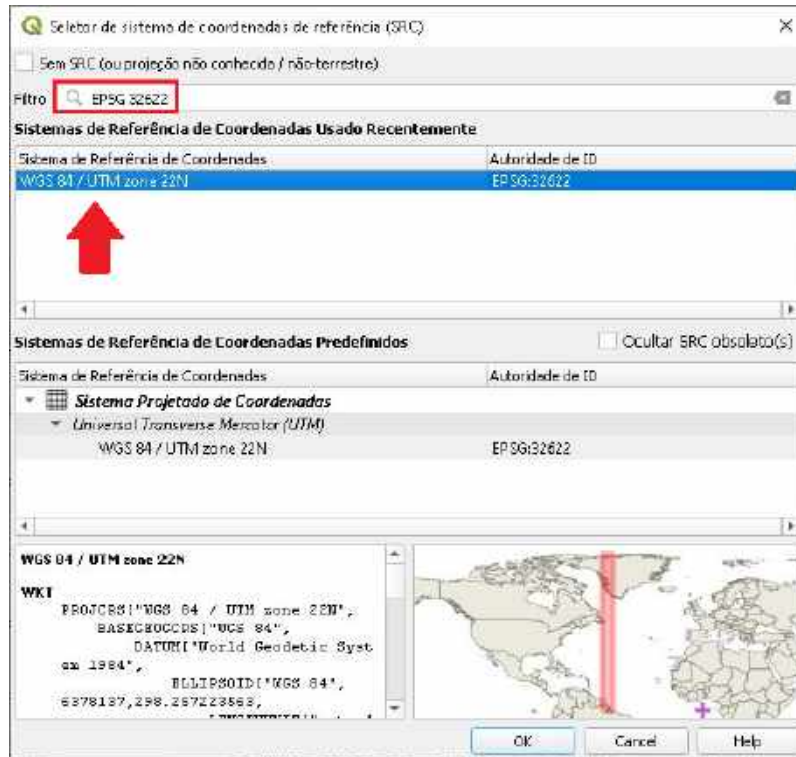 Seletor de sistema de coordenadas de referência (SRC)
Sem SRC (ou projeção não conhecida / não-terrestre)
Filtro EPSG 32622
Sistemas de Referência de Coordenadas Usado Recentemente
Sistema de Referência de Coordenadas Autoridade de ID
WGS 84 / UTM zone 22N EPSG:32622
Sistemas de Referência de Coordenadas Predefinidos Ocultar SRC obsoleto(s)
Sistema de Referência de Coordenadas Autoridade de ID
Sistema Projetado de Coordenadas
Universal Transverse Mercator (UTM)
WGS 84 / UTM zone 22N EPSG:32622
WGS 84 / UTM zone 22N
WKT
PROJCRS["WGS 84 / UTM zone 22N",
BASEGEOGCRS["WGS 84",
DATUM["World Geodetic Syst
em 1984",
ELLIPSOID["WGS 84",
6378137,298.257223563,
OK Cancel Help